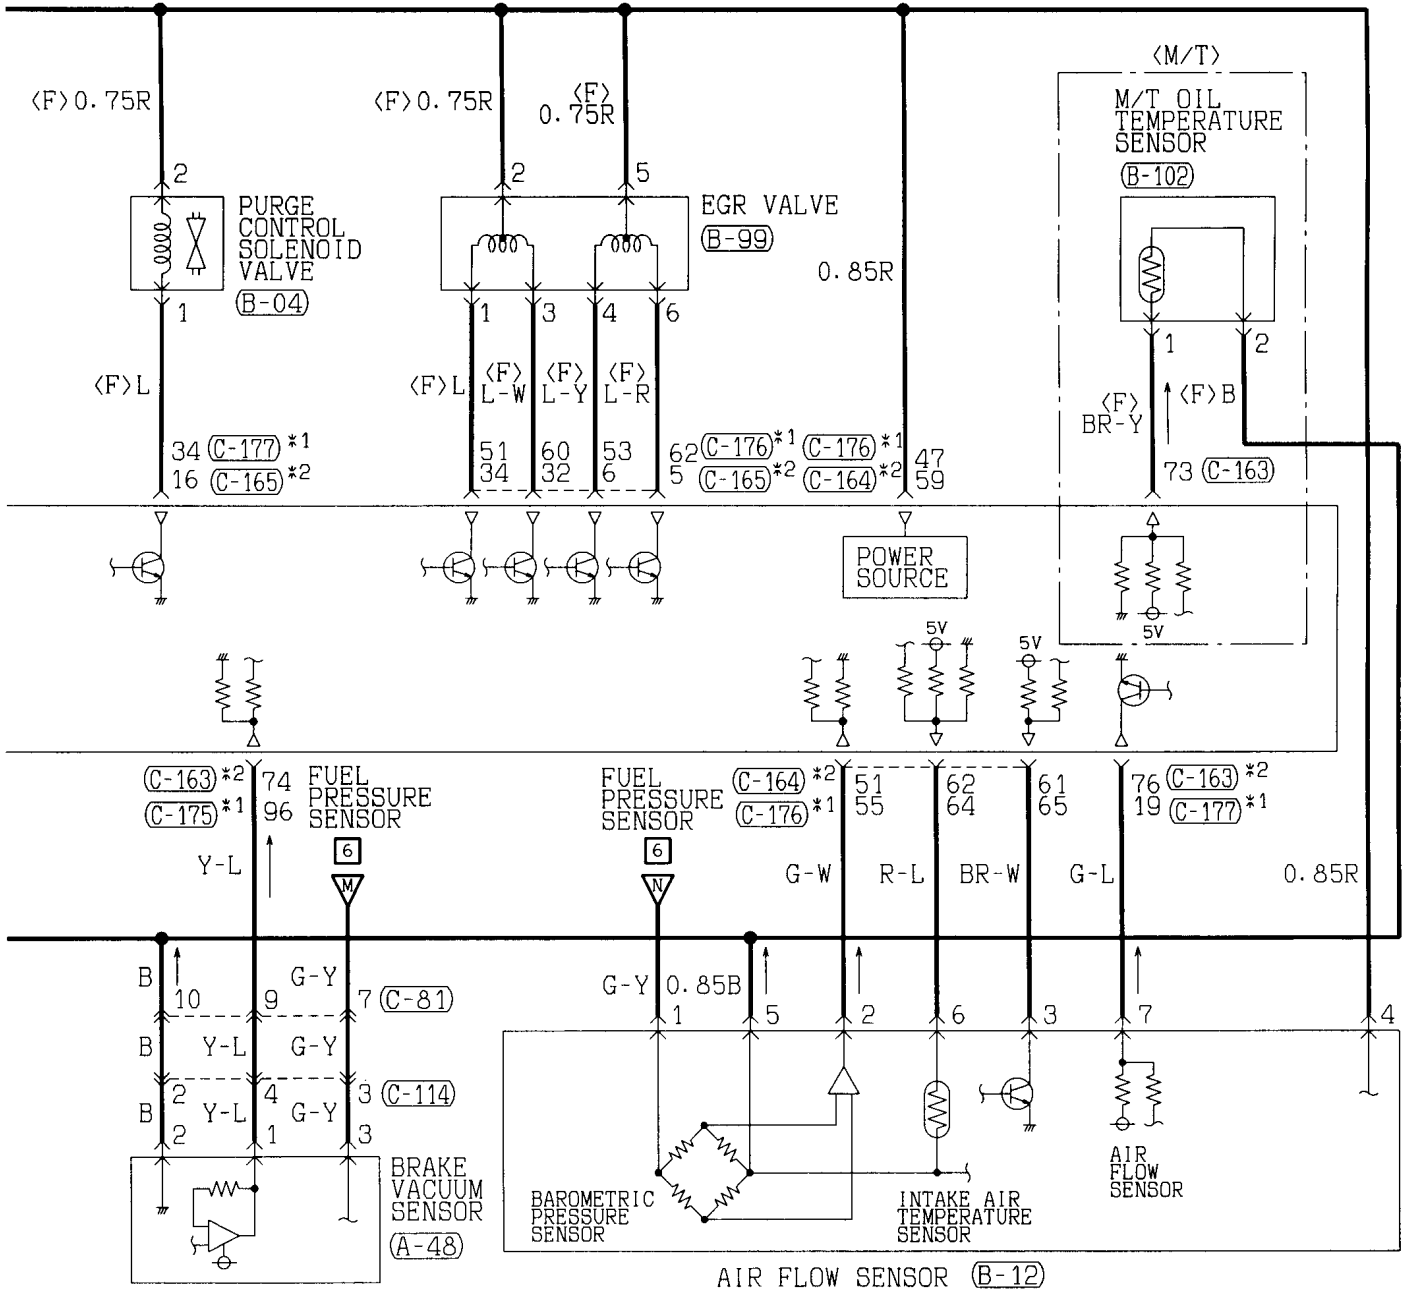 〈M/T〉
〈F〉0.75R
〈F〉0.75R
〈F〉
0.75R
M/T OIL
TEMPERATURE
SENSOR
B-102
2
2
5
PURGE
CONTROL
SOLENOID
VALVE
B-04
EGR VALVE
B-99
0.85R
1
1
3
4
6
1
2
〈F〉L
〈F〉L
〈F〉
L-W
〈F〉
L-Y
〈F〉
L-R
〈F〉
BR-Y
〈F〉B
34 C-177 *1
16 C-165 *2
51
34
60
32
53
6
62 C-176 *1
5 C-165 *2
C-176 *1 47
C-164 *2 59
73 C-163
POWER
SOURCE
5V
5V
5V
C-163 *2 74
C-175 *1 96
FUEL
PRESSURE
SENSOR
6
M
FUEL
PRESSURE
SENSOR
6
N
C-164 *2 51
C-176 *1 55
62
64
61
65
76 C-163 *2
19 C-177 *1
Y-L
G-W
R-L
BR-W
G-L
0.85R
B
10
9
G-Y
7 C-81
G-Y
0.85B
1
5
2
6
3
7
4
B
Y-L
G-Y
2
4
3 C-114
B
Y-L
G-Y
2
1
3
BRAKE
VACUUM
SENSOR
A-48
BAROMETRIC
PRESSURE
SENSOR
INTAKE AIR
TEMPERATURE
SENSOR
AIR
FLOW
SENSOR
AIR FLOW SENSOR B-12